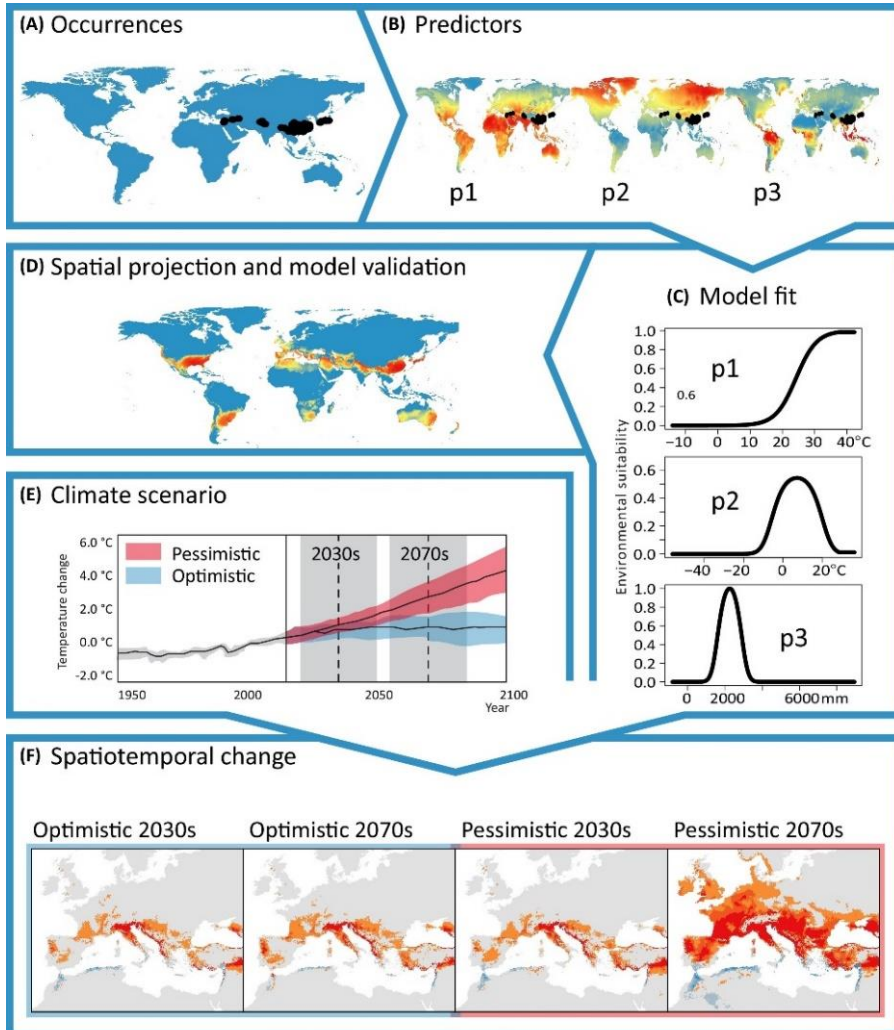 (A) Occurrences
(B) Predictors
p1
p2
p3
(D) Spatial projection and model validation
(C) Model fit
Environmental suitability
1.0
0.8
0.6
0.4
0.2
0.0
p1
0.6
-10 0 10 20 30 40°C
0.6
0.4
0.2
0.0
p2
−40 −20 0 20°C
1.0
0.8
0.6
0.4
0.2
0.0
p3
0 2000 6000mm
(E) Climate scenario
Temperature change
6.0 °C
4.0 °C
2.0 °C
0.0 °C
-2.0 °C
Pessimistic
Optimistic
2030s 2070s
1950 2000 2050 2100
Year
(F) Spatiotemporal change
Optimistic 2030s Optimistic 2070s Pessimistic 2030s Pessimistic 2070s